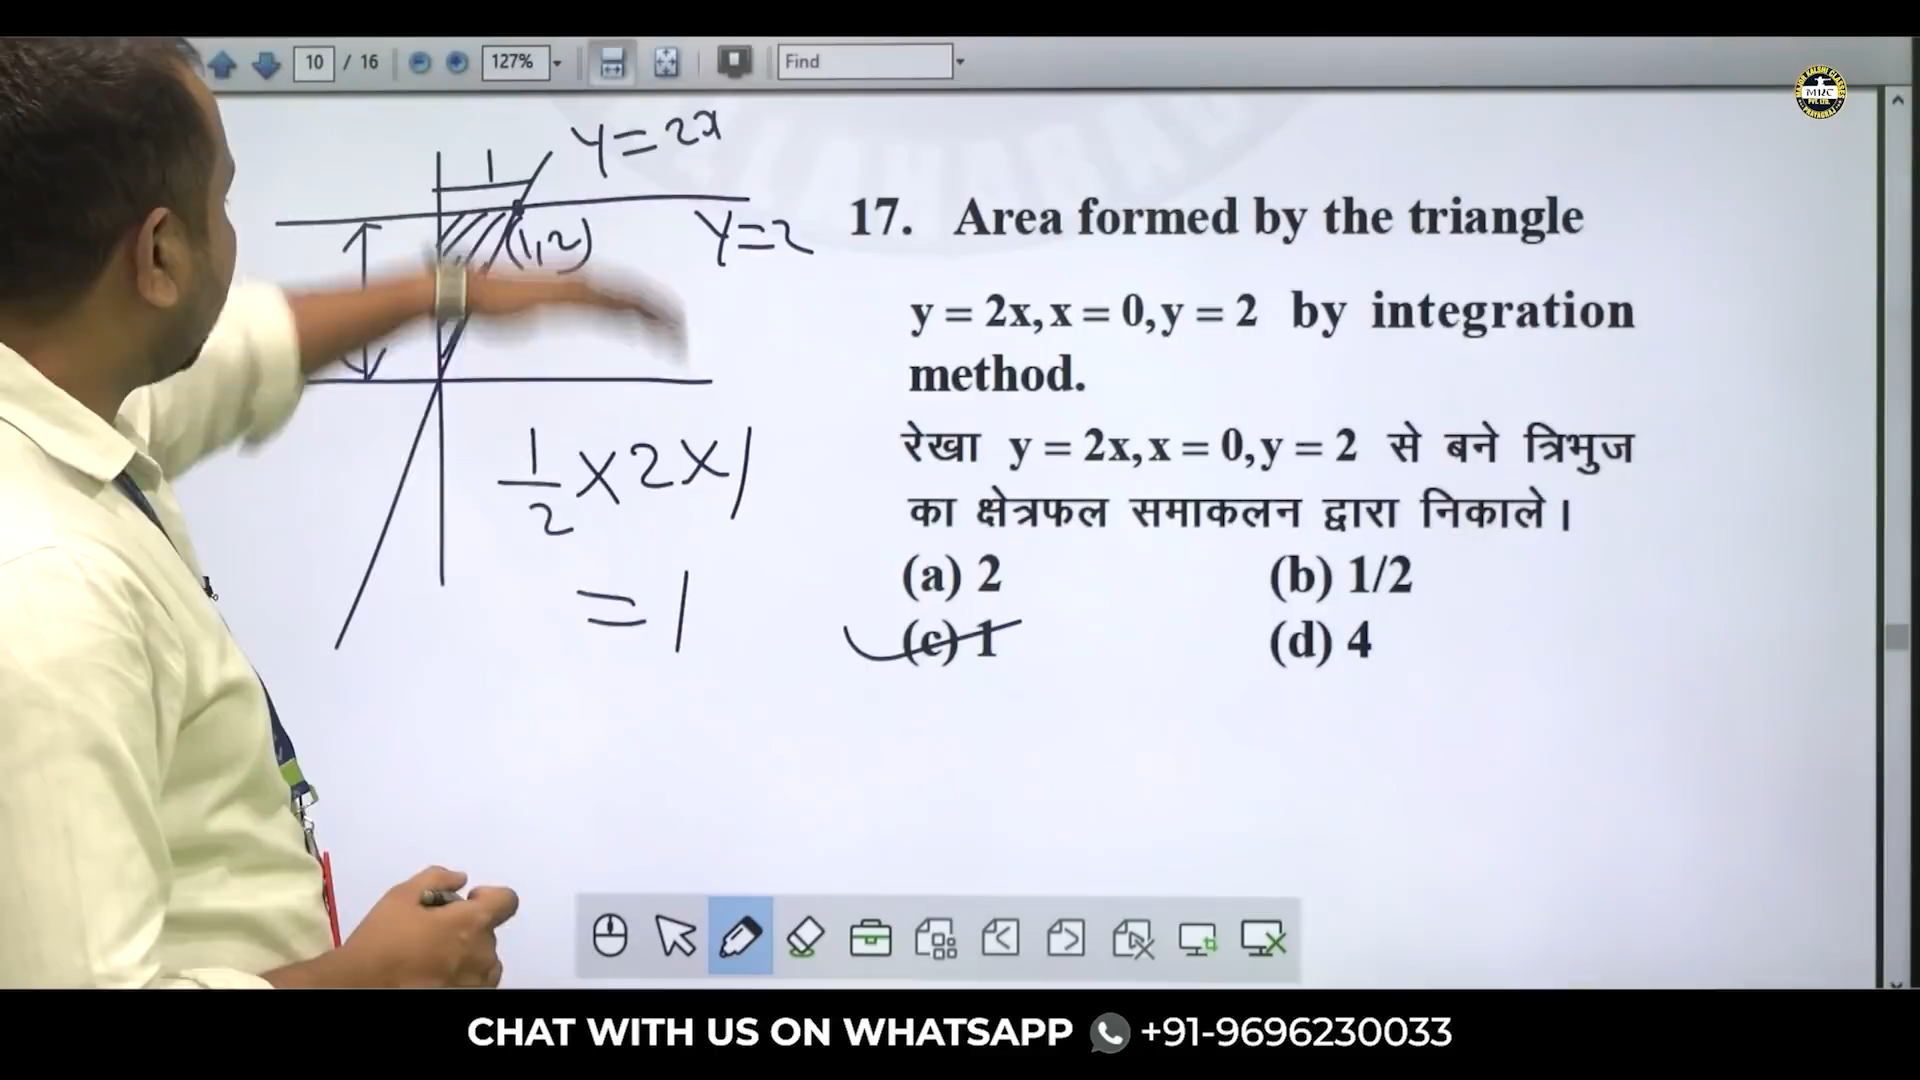 10 / 16 127% Find
y = 2x
1
y = 2
(1,2)
1/2 × 2 × 1
= 1
17. Area formed by the triangle
y = 2x, x = 0, y = 2 by integration
method.
रेखा y = 2x, x = 0, y = 2 से बने त्रिभुज
का क्षेत्रफल समाकलन द्वारा निकाले।
(a) 2 (b) 1/2
(c) 1 (d) 4
CHAT WITH US ON WHATSAPP +91-9696230033